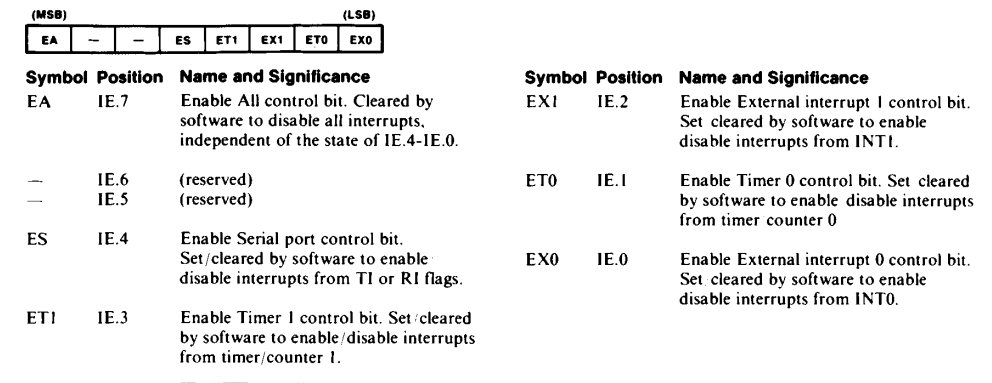 (MSB) (LSB)
EA — — ES ET1 EX1 ET0 EX0
Symbol Position Name and Significance
EA IE.7 Enable All control bit. Cleared by
software to disable all interrupts,
independent of the state of IE.4-IE.0.
— IE.6 (reserved)
— IE.5 (reserved)
ES IE.4 Enable Serial port control bit.
Set/cleared by software to enable
disable interrupts from TI or RI flags.
ET1 IE.3 Enable Timer 1 control bit. Set/cleared
by software to enable/disable interrupts
from timer/counter 1.
Symbol Position Name and Significance
EX1 IE.2 Enable External interrupt 1 control bit.
Set cleared by software to enable
disable interrupts from INT1.
ET0 IE.1 Enable Timer 0 control bit. Set cleared
by software to enable disable interrupts
from timer counter 0
EX0 IE.0 Enable External interrupt 0 control bit.
Set cleared by software to enable
disable interrupts from INT0.